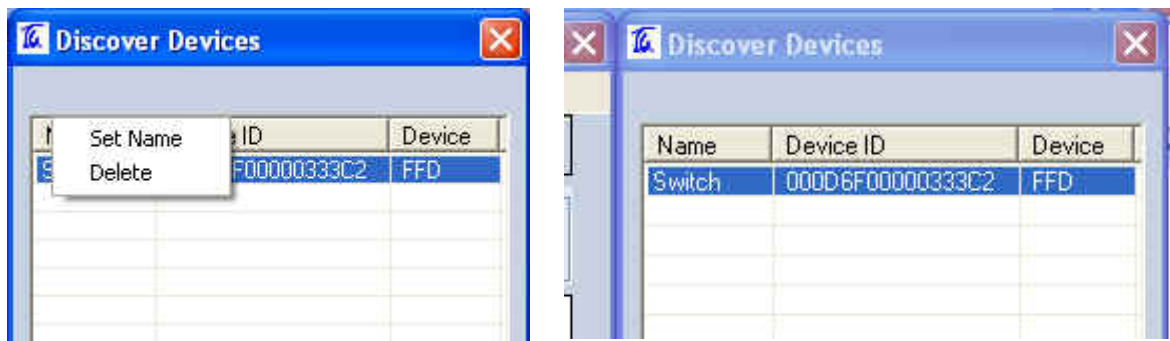 Discover Devices
Set Name
Delete
e ID
Device
F00000333C2
FFD
Discover Devices
Name
Device ID
Device
Switch
000D6F00000333C2
FFD